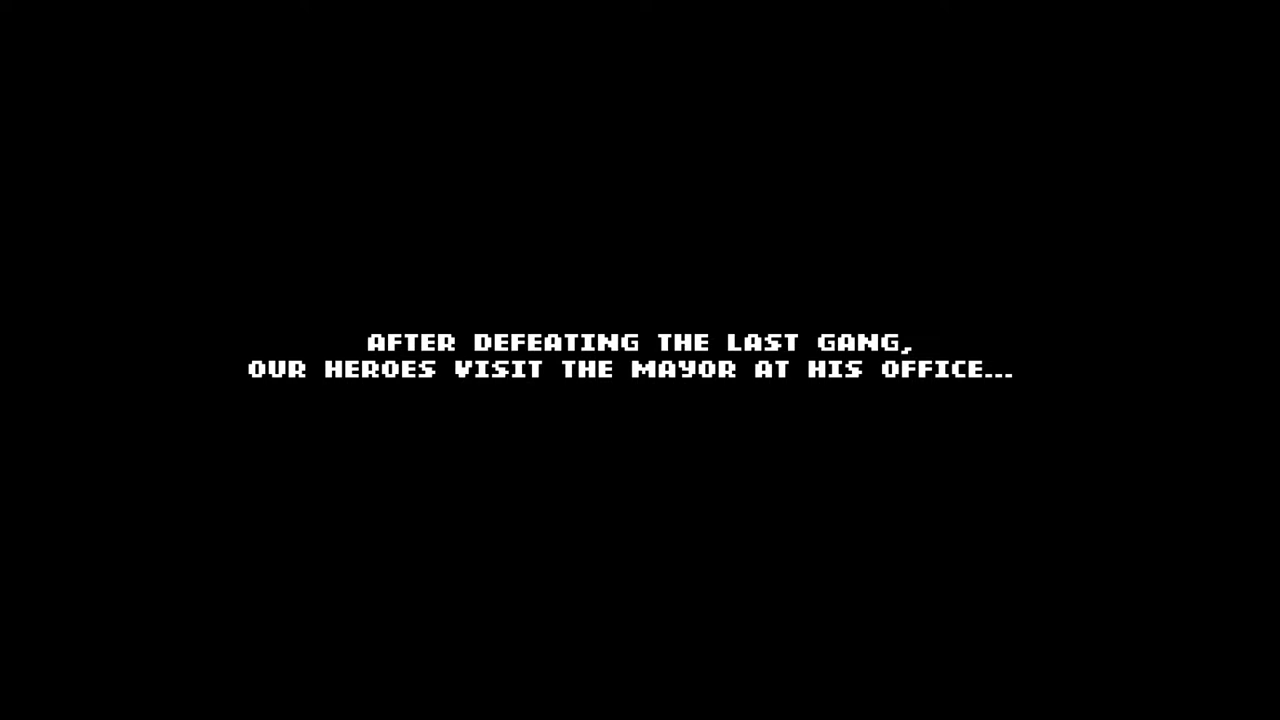 AFTER DEFEATING THE LAST GANG,
OUR HEROES VISIT THE MAYOR AT HIS OFFICE...